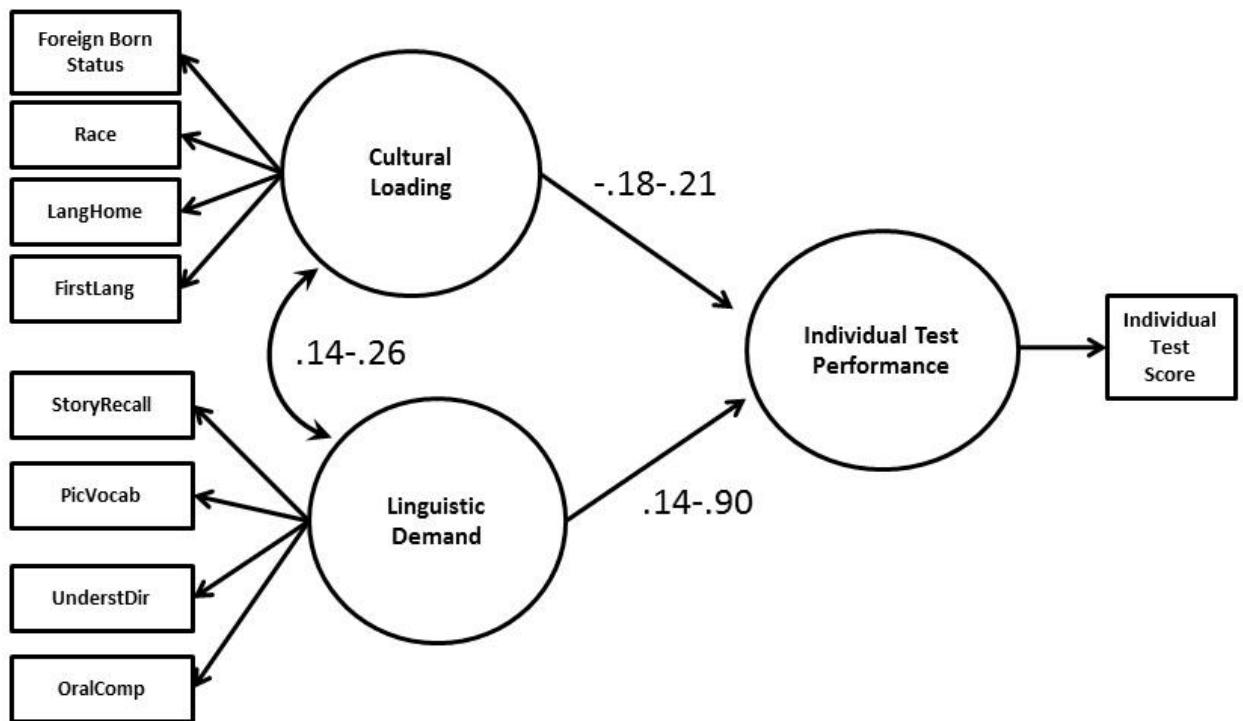 Foreign Born
Status
Race
LangHome
FirstLang
Cultural
Loading
-.18-.21
.14-.26
Individual Test
Performance
Individual
Test
Score
StoryRecall
PicVocab
UnderstDir
OralComp
Linguistic
Demand
.14-.90